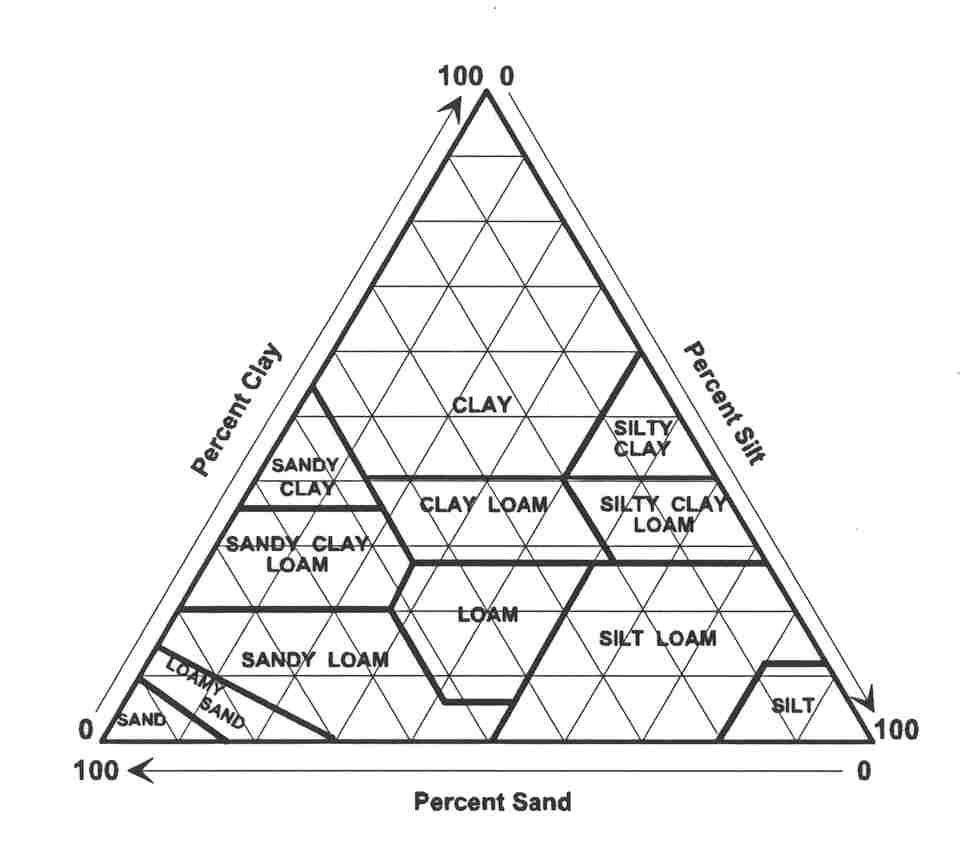 100 0
Percent Clay
Percent Silt
CLAY
SILTY
CLAY
SANDY
CLAY
CLAY LOAM
SILTY CLAY
LOAM
SANDY CLAY
LOAM
LOAM
SILT LOAM
SANDY LOAM
LOAMY
SAND
SAND
SILT
0
100
100
0
Percent Sand